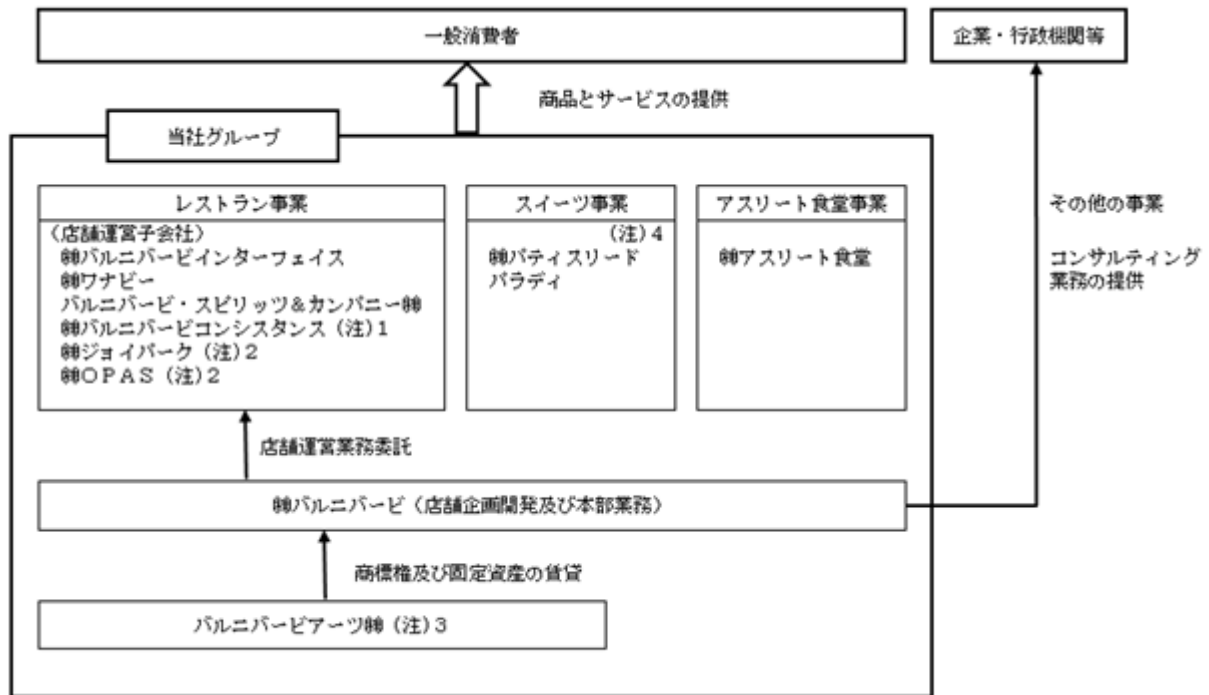 一般消費者
企業・行政機関等
商品とサービスの提供
当社グループ
レストラン事業
〈店舗運営子会社〉
㈱バルニバービインターフェイス
㈱ワナビー
バルニバービ・スピリッツ＆カンパニー㈱
㈱バルニバービコンシスタンス（注）１
㈱ジョイパーク（注）２
㈱ＯＰＡＳ（注）２
スイーツ事業
（注）４
㈱パティスリード
パラディ
アスリート食堂事業
㈱アスリート食堂
その他の事業
コンサルティング
業務の提供
店舗運営業務委託
㈱バルニバービ〈店舗企画開発及び本部業務〉
商標権及び固定資産の賃貸
バルニバービアーツ㈱（注）３